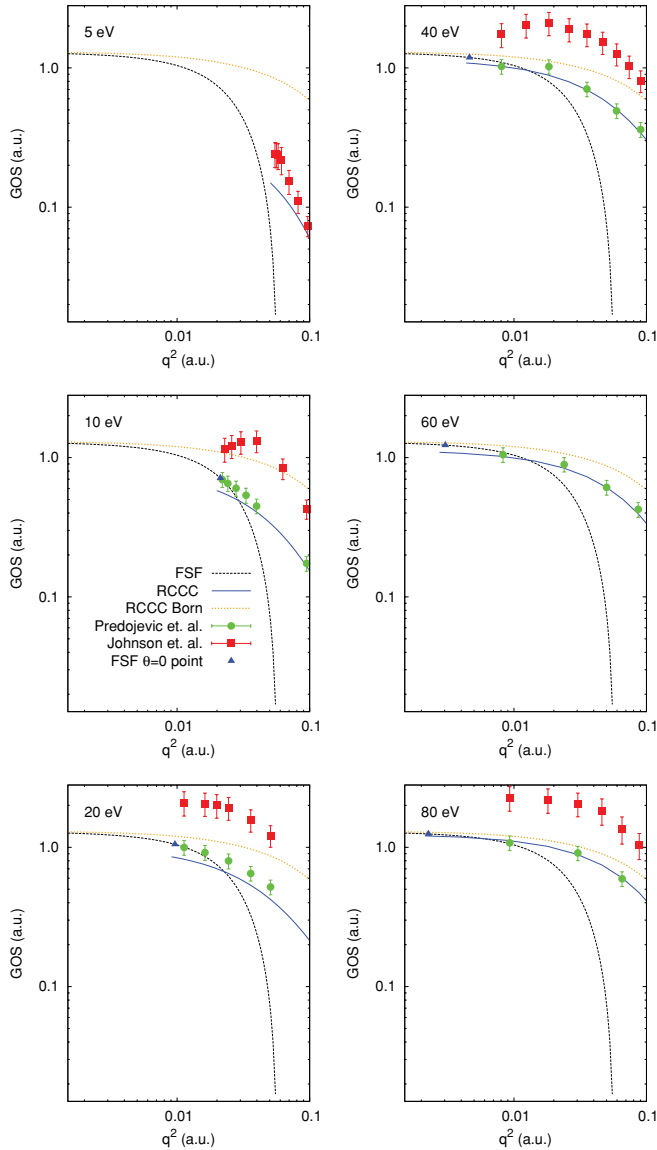 5 eV
GOS (a.u.)
1.0
0.1
0.01
0.1
q² (a.u.)
40 eV
GOS (a.u.)
1.0
0.1
0.01
0.1
q² (a.u.)
10 eV
GOS (a.u.)
1.0
0.1
FSF
RCCC
RCCC Born
Predojevic et. al.
Johnson et. al.
FSF θ=0 point
0.01
0.1
q² (a.u.)
60 eV
GOS (a.u.)
1.0
0.1
0.01
0.1
q² (a.u.)
20 eV
GOS (a.u.)
1.0
0.1
0.01
0.1
q² (a.u.)
80 eV
GOS (a.u.)
1.0
0.1
0.01
0.1
q² (a.u.)